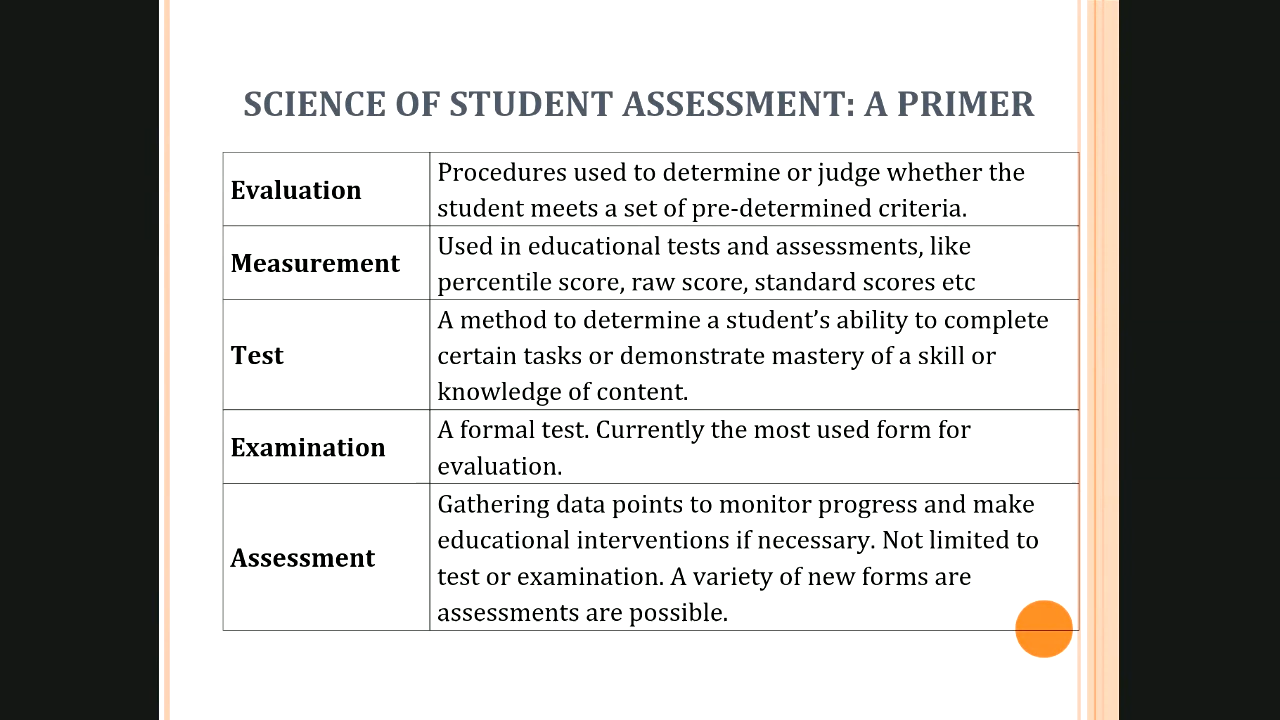 SCIENCE OF STUDENT ASSESSMENT: A PRIMER
Evaluation
Procedures used to determine or judge whether the
student meets a set of pre-determined criteria.
Measurement
Used in educational tests and assessments, like
percentile score, raw score, standard scores etc
Test
A method to determine a student’s ability to complete
certain tasks or demonstrate mastery of a skill or
knowledge of content.
Examination
A formal test. Currently the most used form for
evaluation.
Assessment
Gathering data points to monitor progress and make
educational interventions if necessary. Not limited to
test or examination. A variety of new forms are
assessments are possible.